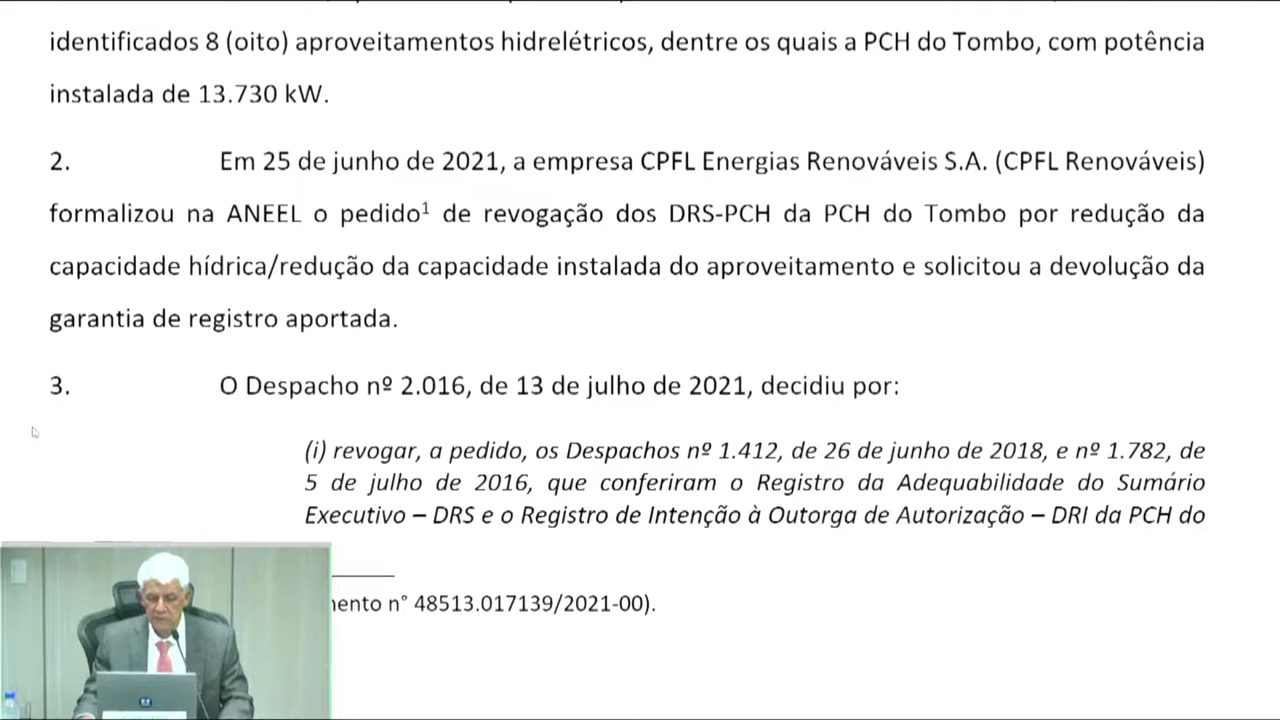 identificados 8 (oito) aproveitamentos hidrelétricos, dentre os quais a PCH do Tombo, com potência
instalada de 13.730 kW.
2. Em 25 de junho de 2021, a empresa CPFL Energias Renováveis S.A. (CPFL Renováveis)
formalizou na ANEEL o pedido¹ de revogação dos DRS-PCH da PCH do Tombo por redução da
capacidade hídrica/redução da capacidade instalada do aproveitamento e solicitou a devolução da
garantia de registro aportada.
3. O Despacho nº 2.016, de 13 de julho de 2021, decidiu por:
(i) revogar, a pedido, os Despachos nº 1.412, de 26 de junho de 2018, e nº 1.782, de
5 de julho de 2016, que conferiram o Registro da Adequabilidade do Sumário
Executivo – DRS e o Registro de Intenção à Outorga de Autorização – DRI da PCH do
n° 48513.017139/2021-00).